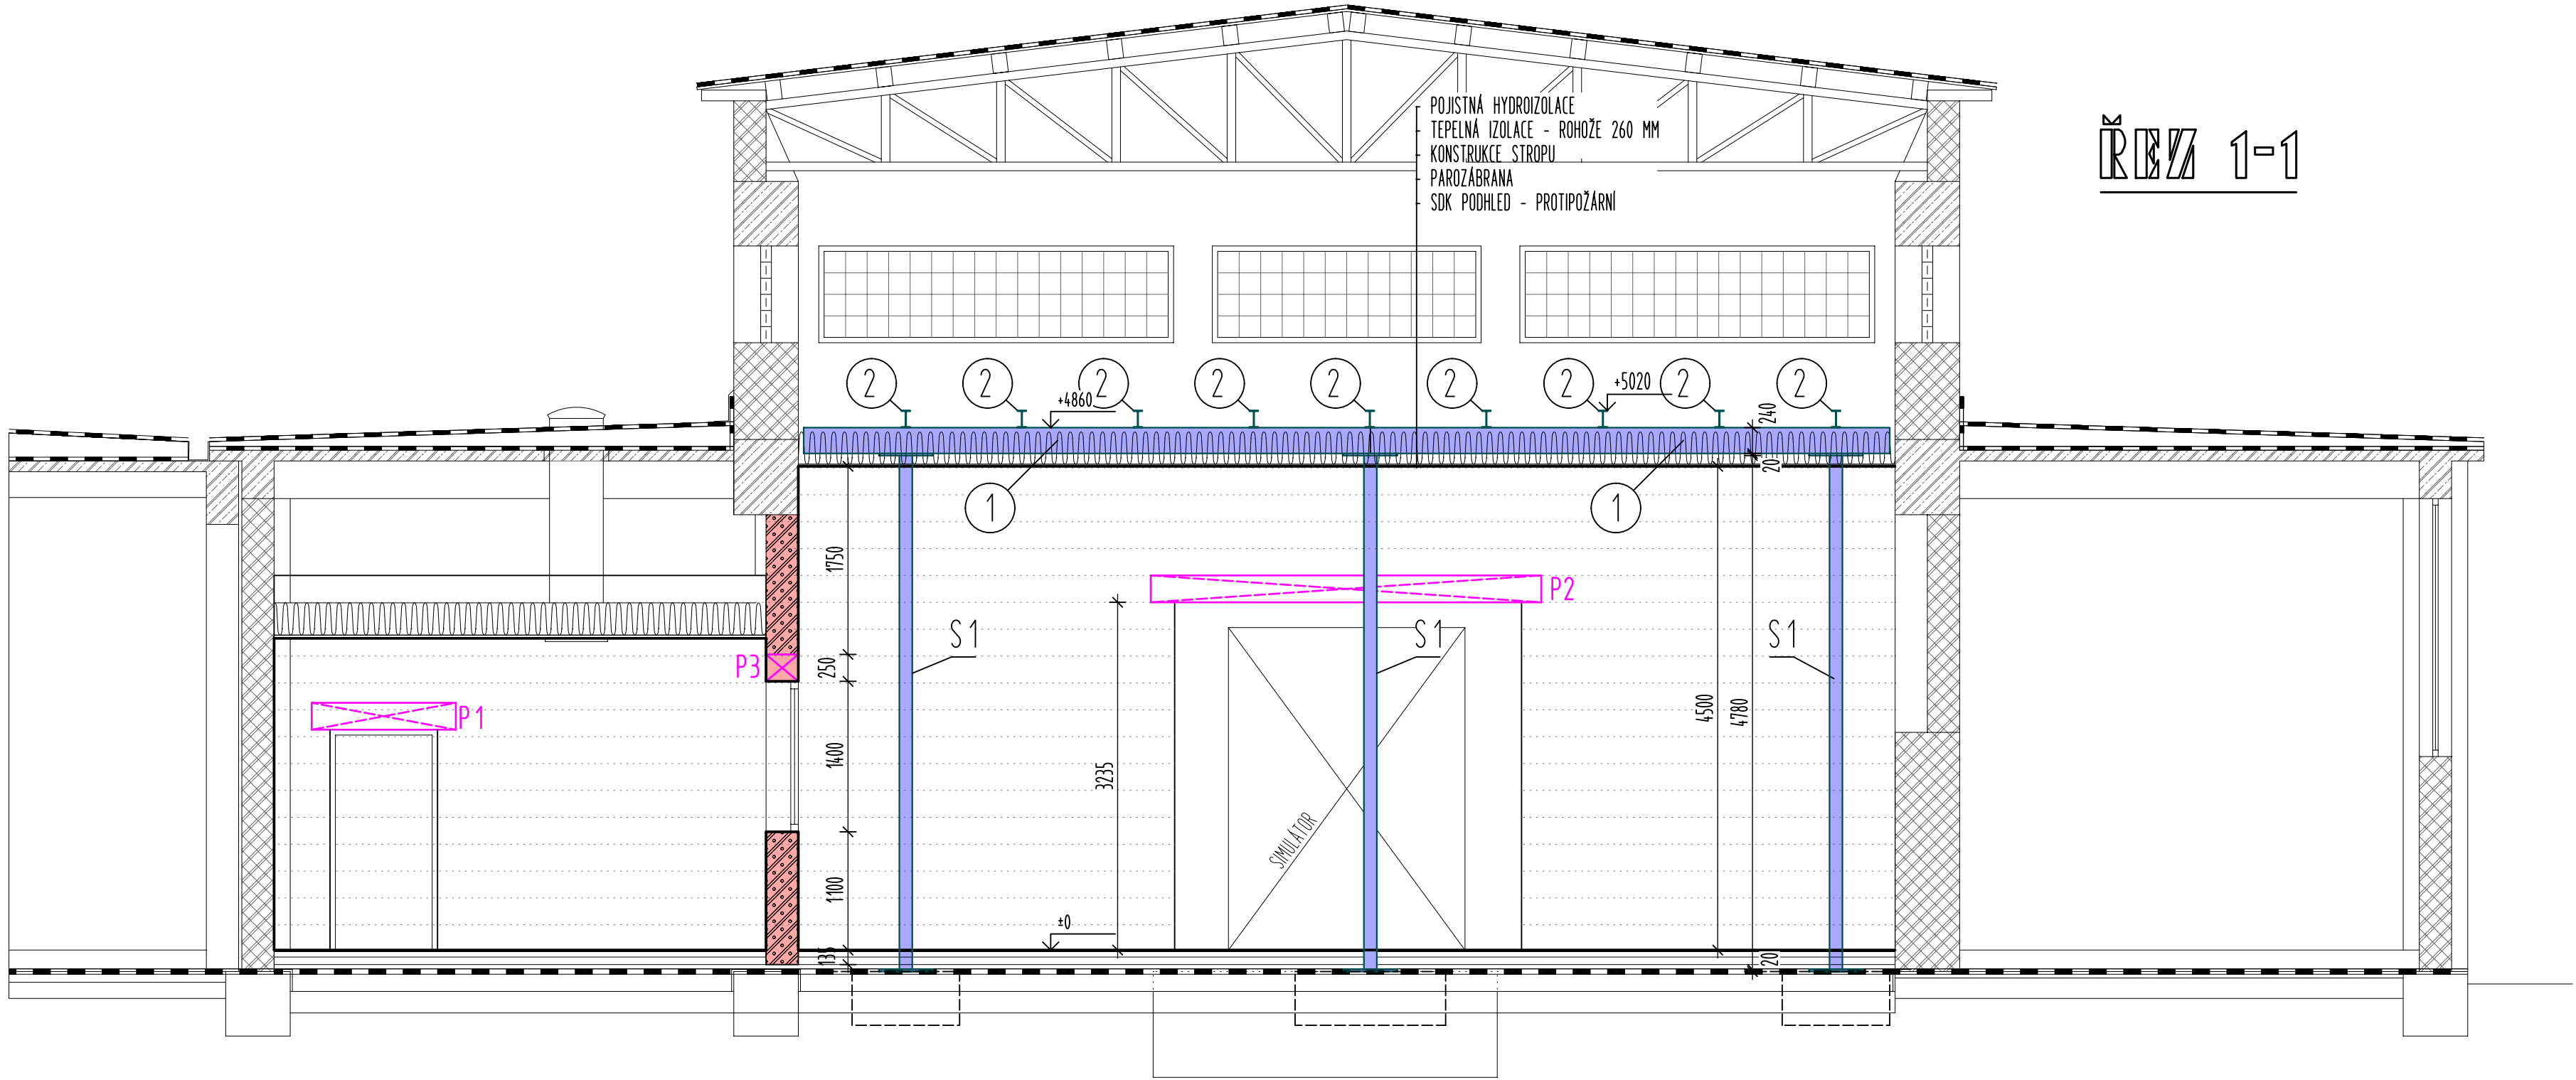 ŘEZ 1-1
POJISTNÁ HYDROIZOLACE
TEPELNÁ IZOLACE - ROHOŽE 260 MM
KONSTRUKCE STROPU
PAROZÁBRANA
SDK PODHLED - PROTIPOŽÁRNÍ
2 2 2 2 2 2 2 2 2
+4860
+5020
240
20
1 1
1750
P2
S1 S1 S1
P3
250
P1
4500
4780
1400
3235
SIMULÁTOR
1100
±0
135
20